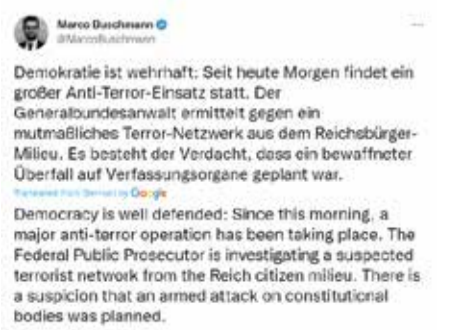 Marco Buschmann
@MarcoBuschmann
Demokratie ist wehrhaft: Seit heute Morgen findet ein
großer Anti-Terror-Einsatz statt. Der
Generalbundesanwalt ermittelt gegen ein
mutmaßliches Terror-Netzwerk aus dem Reichsbürger-
Milieu. Es besteht der Verdacht, dass ein bewaffneter
Überfall auf Verfassungsorgane geplant war.
Translated from German by Google
Democracy is well defended: Since this morning, a
major anti-terror operation has been taking place. The
Federal Public Prosecutor is investigating a suspected
terrorist network from the Reich citizen milieu. There is
a suspicion that an armed attack on constitutional
bodies was planned.